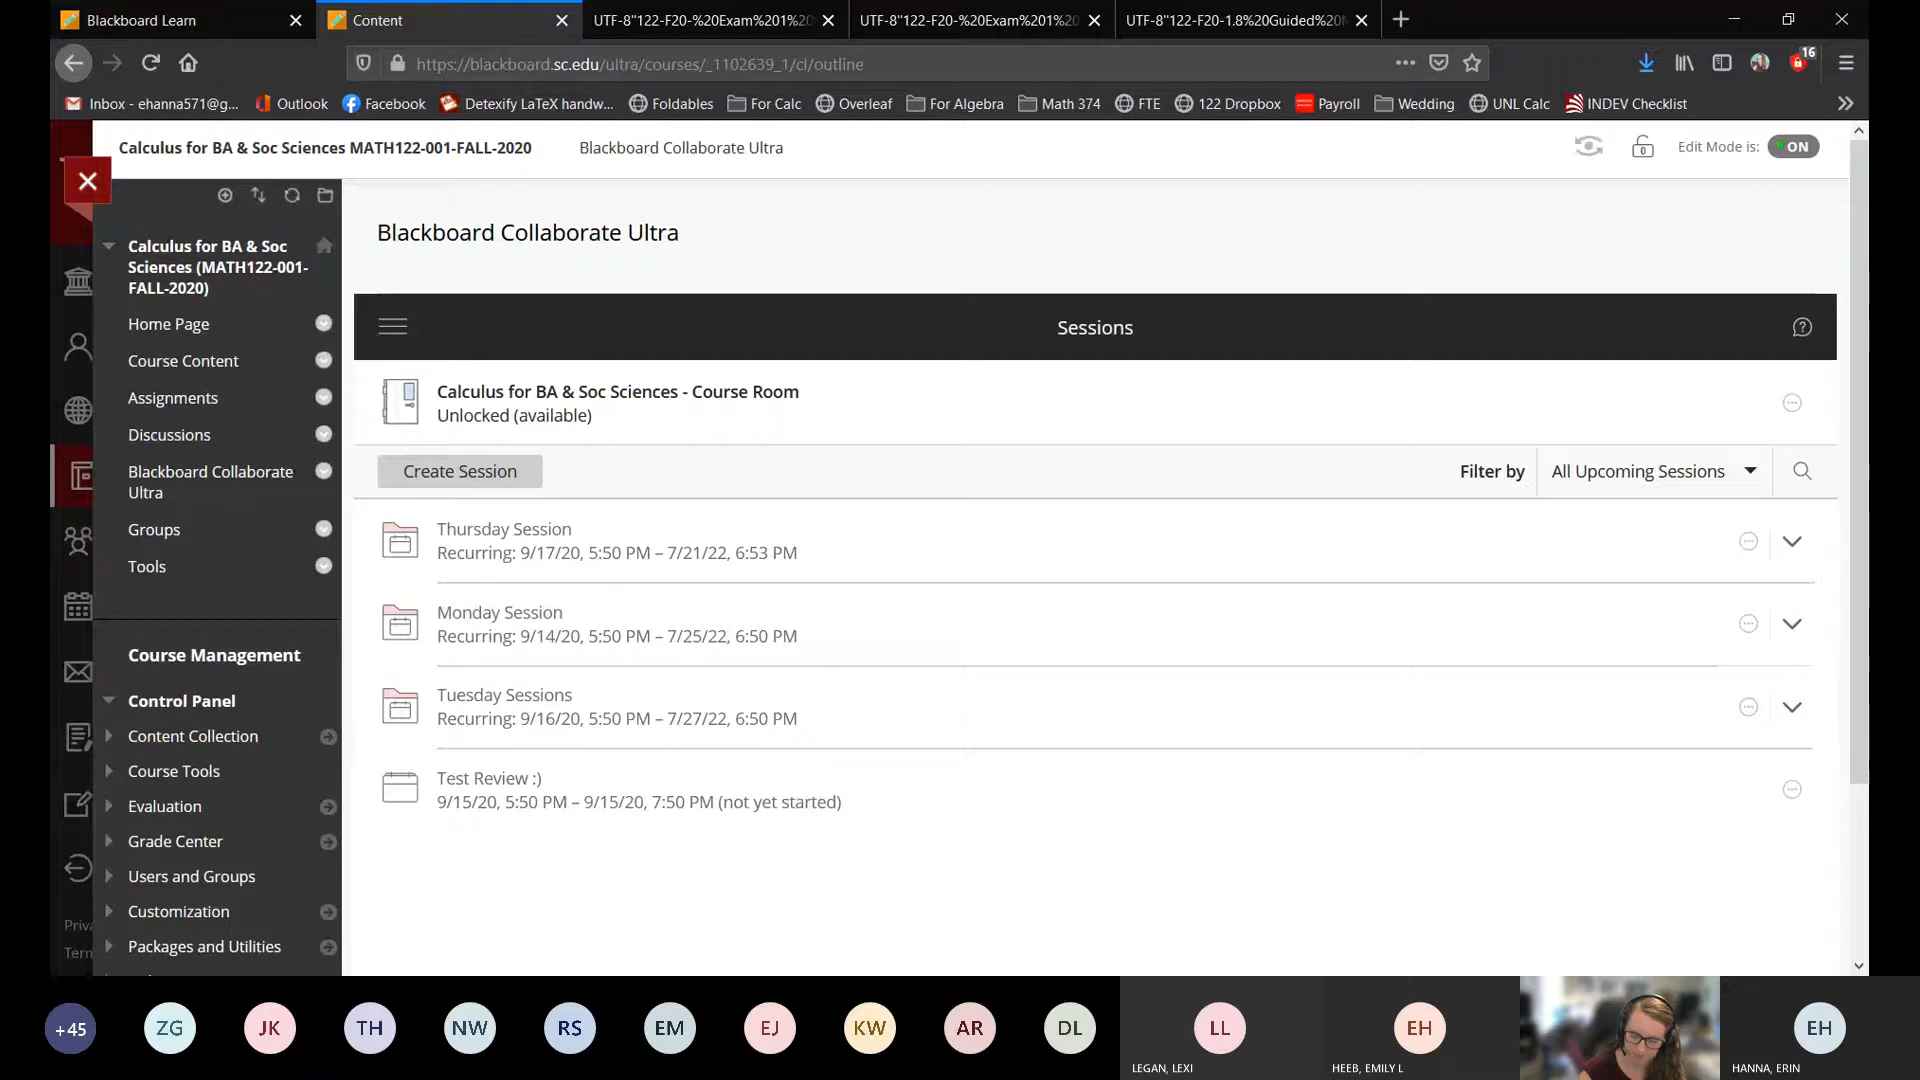 Blackboard Learn
Content
UTF-8''122-F20-%20Exam%201%20
UTF-8''122-F20-%20Exam%201%20
UTF-8''122-F20-1.8%20Guided%20
https://blackboard.sc.edu/ultra/courses/_1102639_1/cl/outline
16
Inbox - ehanna571@g...
Outlook
Facebook
Detexify LaTeX handw...
Foldables
For Calc
Overleaf
For Algebra
Math 374
FTE
122 Dropbox
Payroll
Wedding
UNL Calc
INDEV Checklist
Calculus for BA & Soc Sciences MATH122-001-FALL-2020
Blackboard Collaborate Ultra
Edit Mode is:
ON
Calculus for BA & Soc
Sciences (MATH122-001-
FALL-2020)
Home Page
Course Content
Assignments
Discussions
Blackboard Collaborate
Ultra
Groups
Tools
Course Management
Control Panel
Content Collection
Course Tools
Evaluation
Grade Center
Users and Groups
Customization
Packages and Utilities
Priva
Term
Blackboard Collaborate Ultra
Sessions
Calculus for BA & Soc Sciences - Course Room
Unlocked (available)
Create Session
Filter by
All Upcoming Sessions
Thursday Session
Recurring: 9/17/20, 5:50 PM – 7/21/22, 6:53 PM
Monday Session
Recurring: 9/14/20, 5:50 PM – 7/25/22, 6:50 PM
Tuesday Sessions
Recurring: 9/16/20, 5:50 PM – 7/27/22, 6:50 PM
Test Review :)
9/15/20, 5:50 PM – 9/15/20, 7:50 PM (not yet started)
+45
ZG
JK
TH
NW
RS
EM
EJ
KW
AR
DL
LL
LEGAN, LEXI
EH
HEEB, EMILY L
EH
HANNA, ERIN